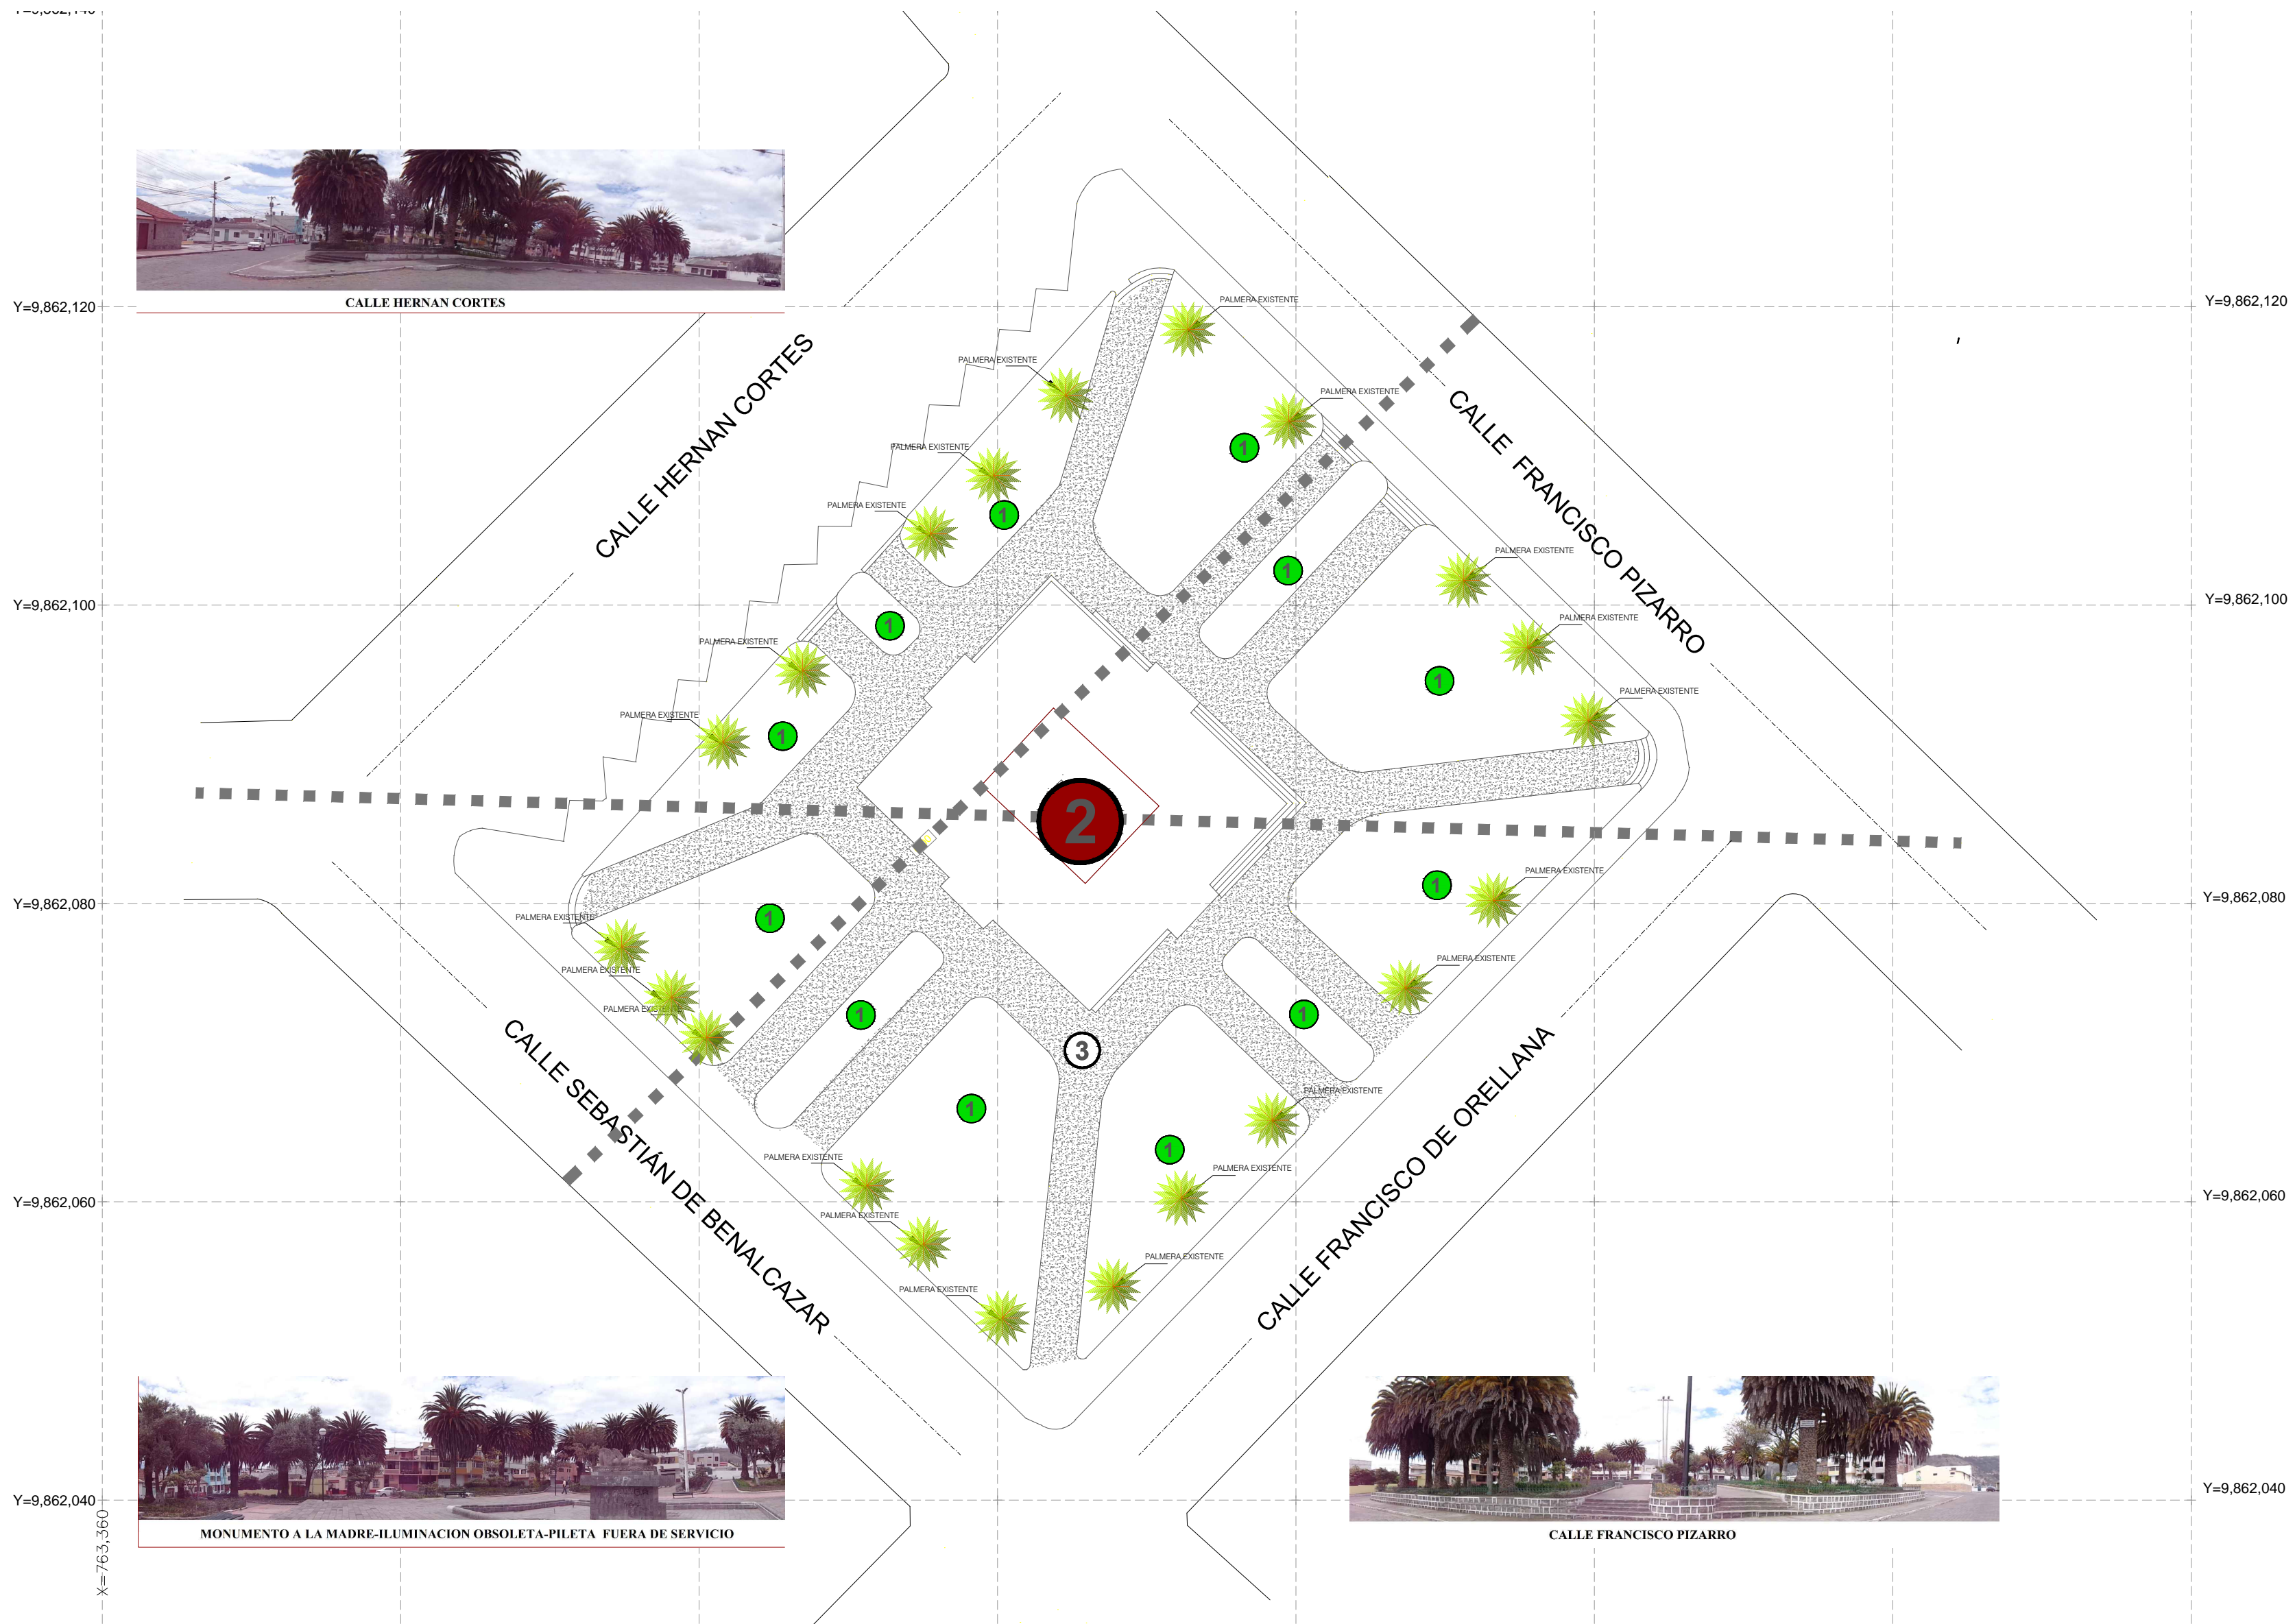 Y=9,862,140
CALLE HERNAN CORTES
Y=9,862,120
Y=9,862,120
PALMERA EXISTENTE
CALLE HERNAN CORTES
PALMERA EXISTENTE
PALMERA EXISTENTE
CALLE FRANCISCO PIZARRO
PALMERA EXISTENTE
1
PALMERA EXISTENTE
1
PALMERA EXISTENTE
1
Y=9,862,100
Y=9,862,100
1
PALMERA EXISTENTE
PALMERA EXISTENTE
1
PALMERA EXISTENTE
PALMERA EXISTENTE
1
1
2
PALMERA EXISTENTE
1
Y=9,862,080
Y=9,862,080
PALMERA EXISTENTE
1
PALMERA EXISTENTE
PALMERA EXISTENTE
PALMERA EXISTENTE
1
1
3
CALLE SEBASTIÁN DE BENALCAZAR
CALLE FRANCISCO DE ORELLANA
PALMERA EXISTENTE
1
1
PALMERA EXISTENTE
PALMERA EXISTENTE
Y=9,862,060
Y=9,862,060
PALMERA EXISTENTE
PALMERA EXISTENTE
PALMERA EXISTENTE
Y=9,862,040
Y=9,862,040
X=763,360
MONUMENTO A LA MADRE-ILUMINACION OBSOLETA-PILETA FUERA DE SERVICIO
CALLE FRANCISCO PIZARRO